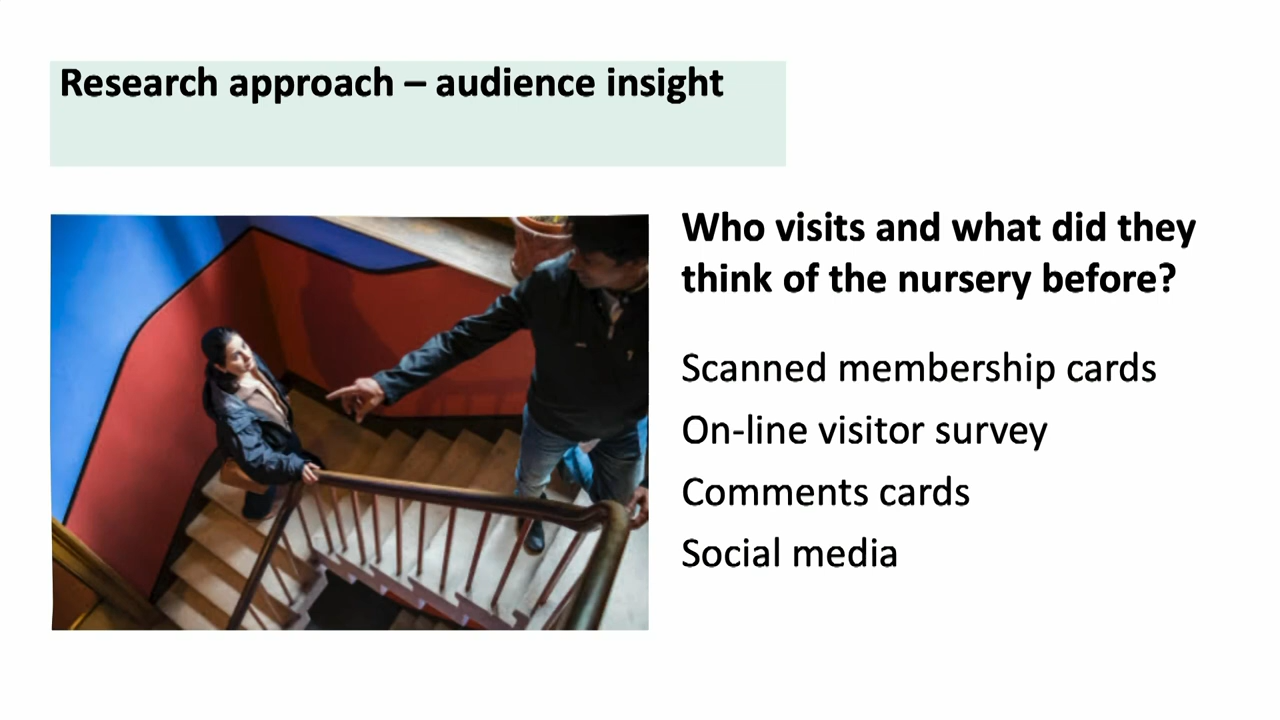 Research approach – audience insight
Who visits and what did they
think of the nursery before?
Scanned membership cards
On-line visitor survey
Comments cards
Social media